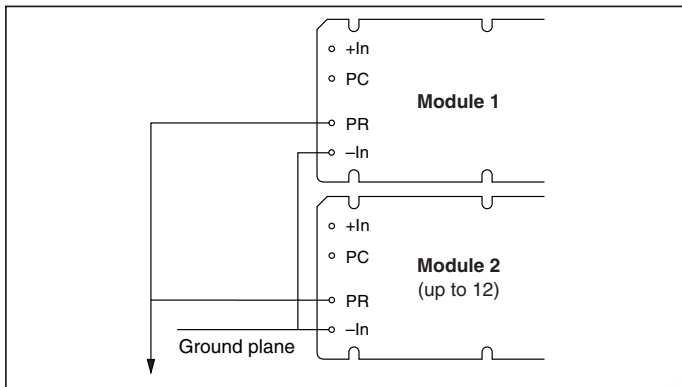 +In
PC
Module 1
PR
–In
+In
PC
Module 2
(up to 12)
PR
–In
Ground plane